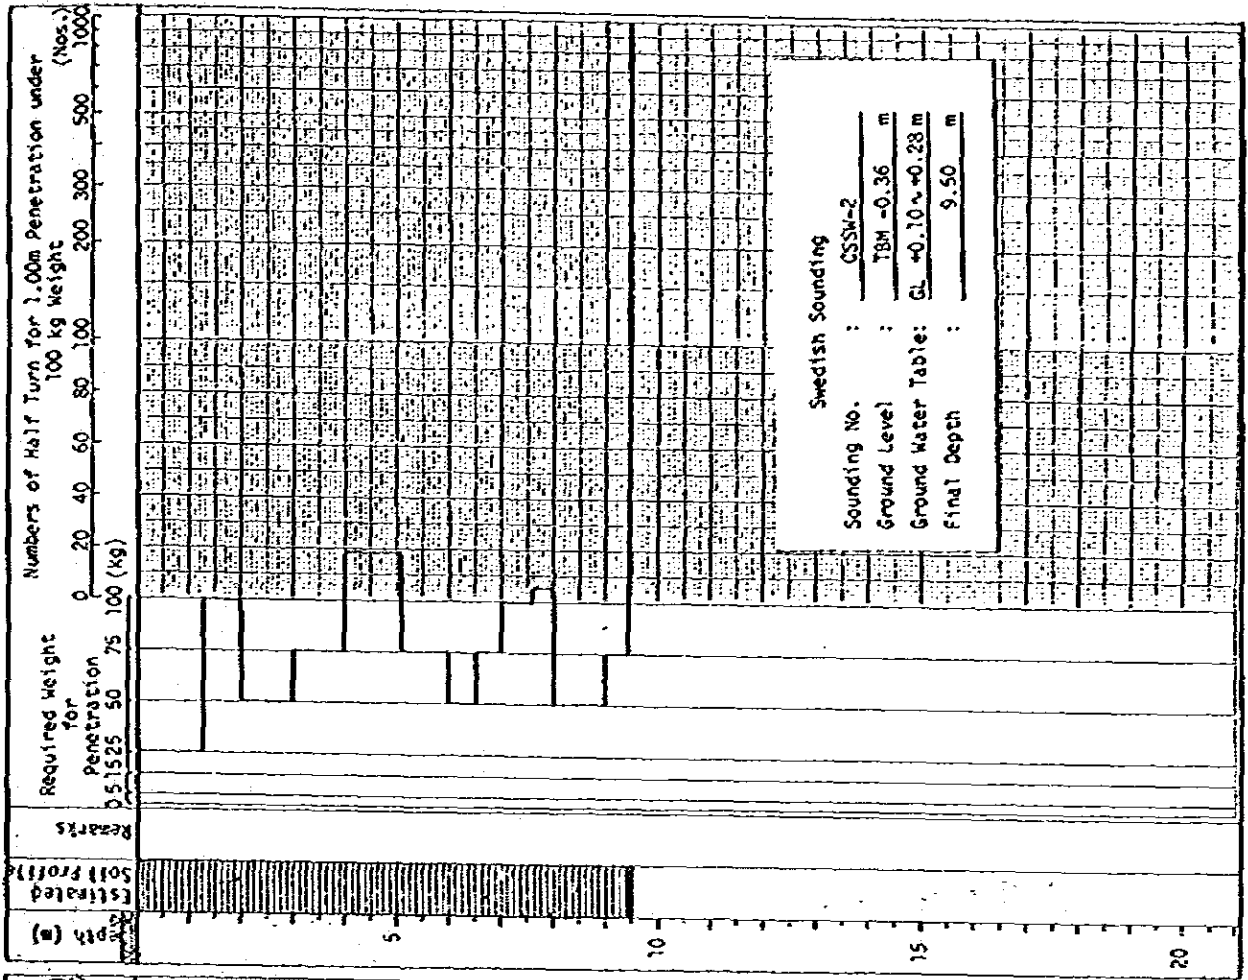 Depth (m)
Estimated
Soil Profile
Remarks
Required Weight
for
Penetration
0 5 15 25 50 75 100 (kg)
Numbers of Half Turn for 1.00m Penetration under
100 kg Weight
(Nos.)
0 20 40 60 80 100 200 300 500 1000
5
10
15
20
Swedish Sounding
Sounding No. : CSSW-2
Ground Level : TBM -0.36 m
Ground Water Table: GL +0.10 ~ +0.28 m
Final Depth : 9.50 m